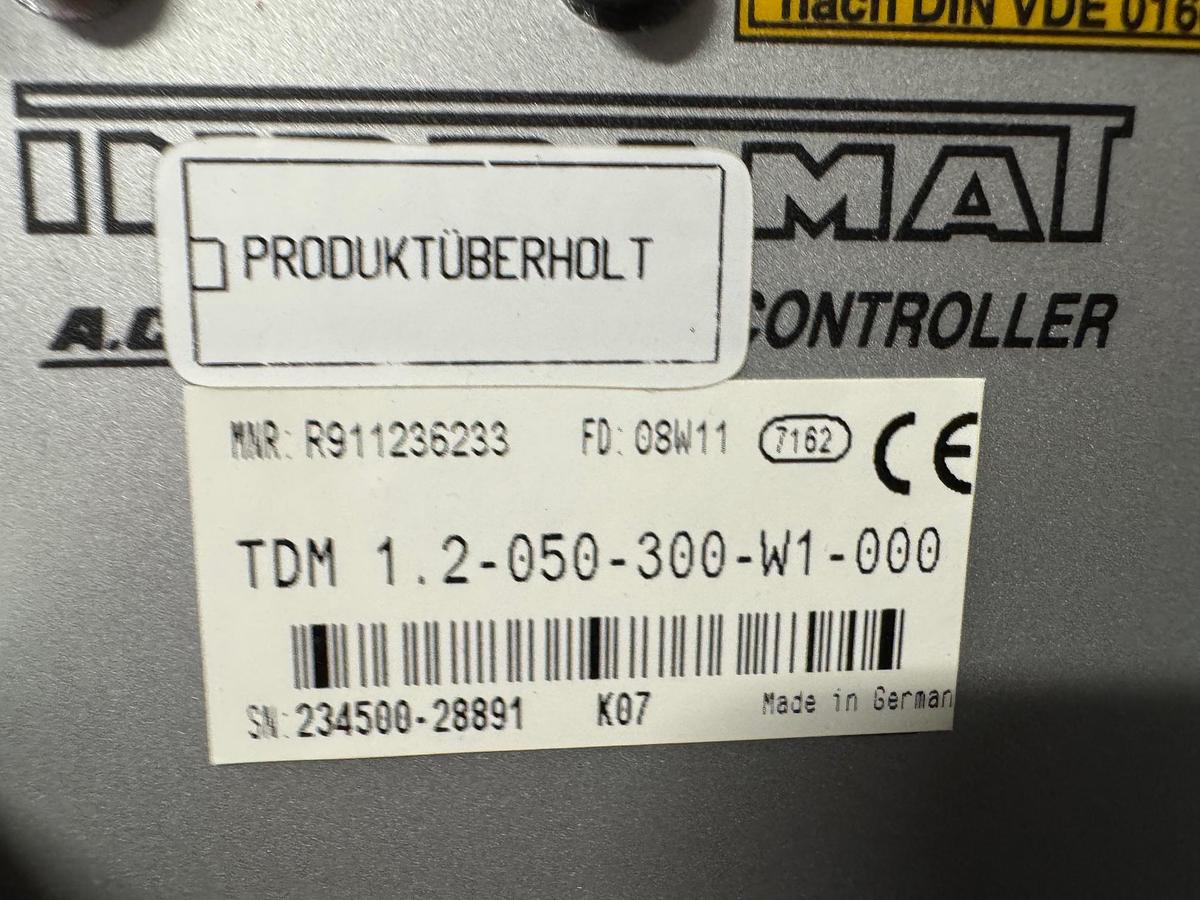 nach DIN VDE 016
PRODUKTÜBERHOLT
CONTROLLER
MNR: R911236233 FD: 08W11 7162 CE
TDM 1.2-050-300-W1-000
SN: 234500-28891 K07 Made in German